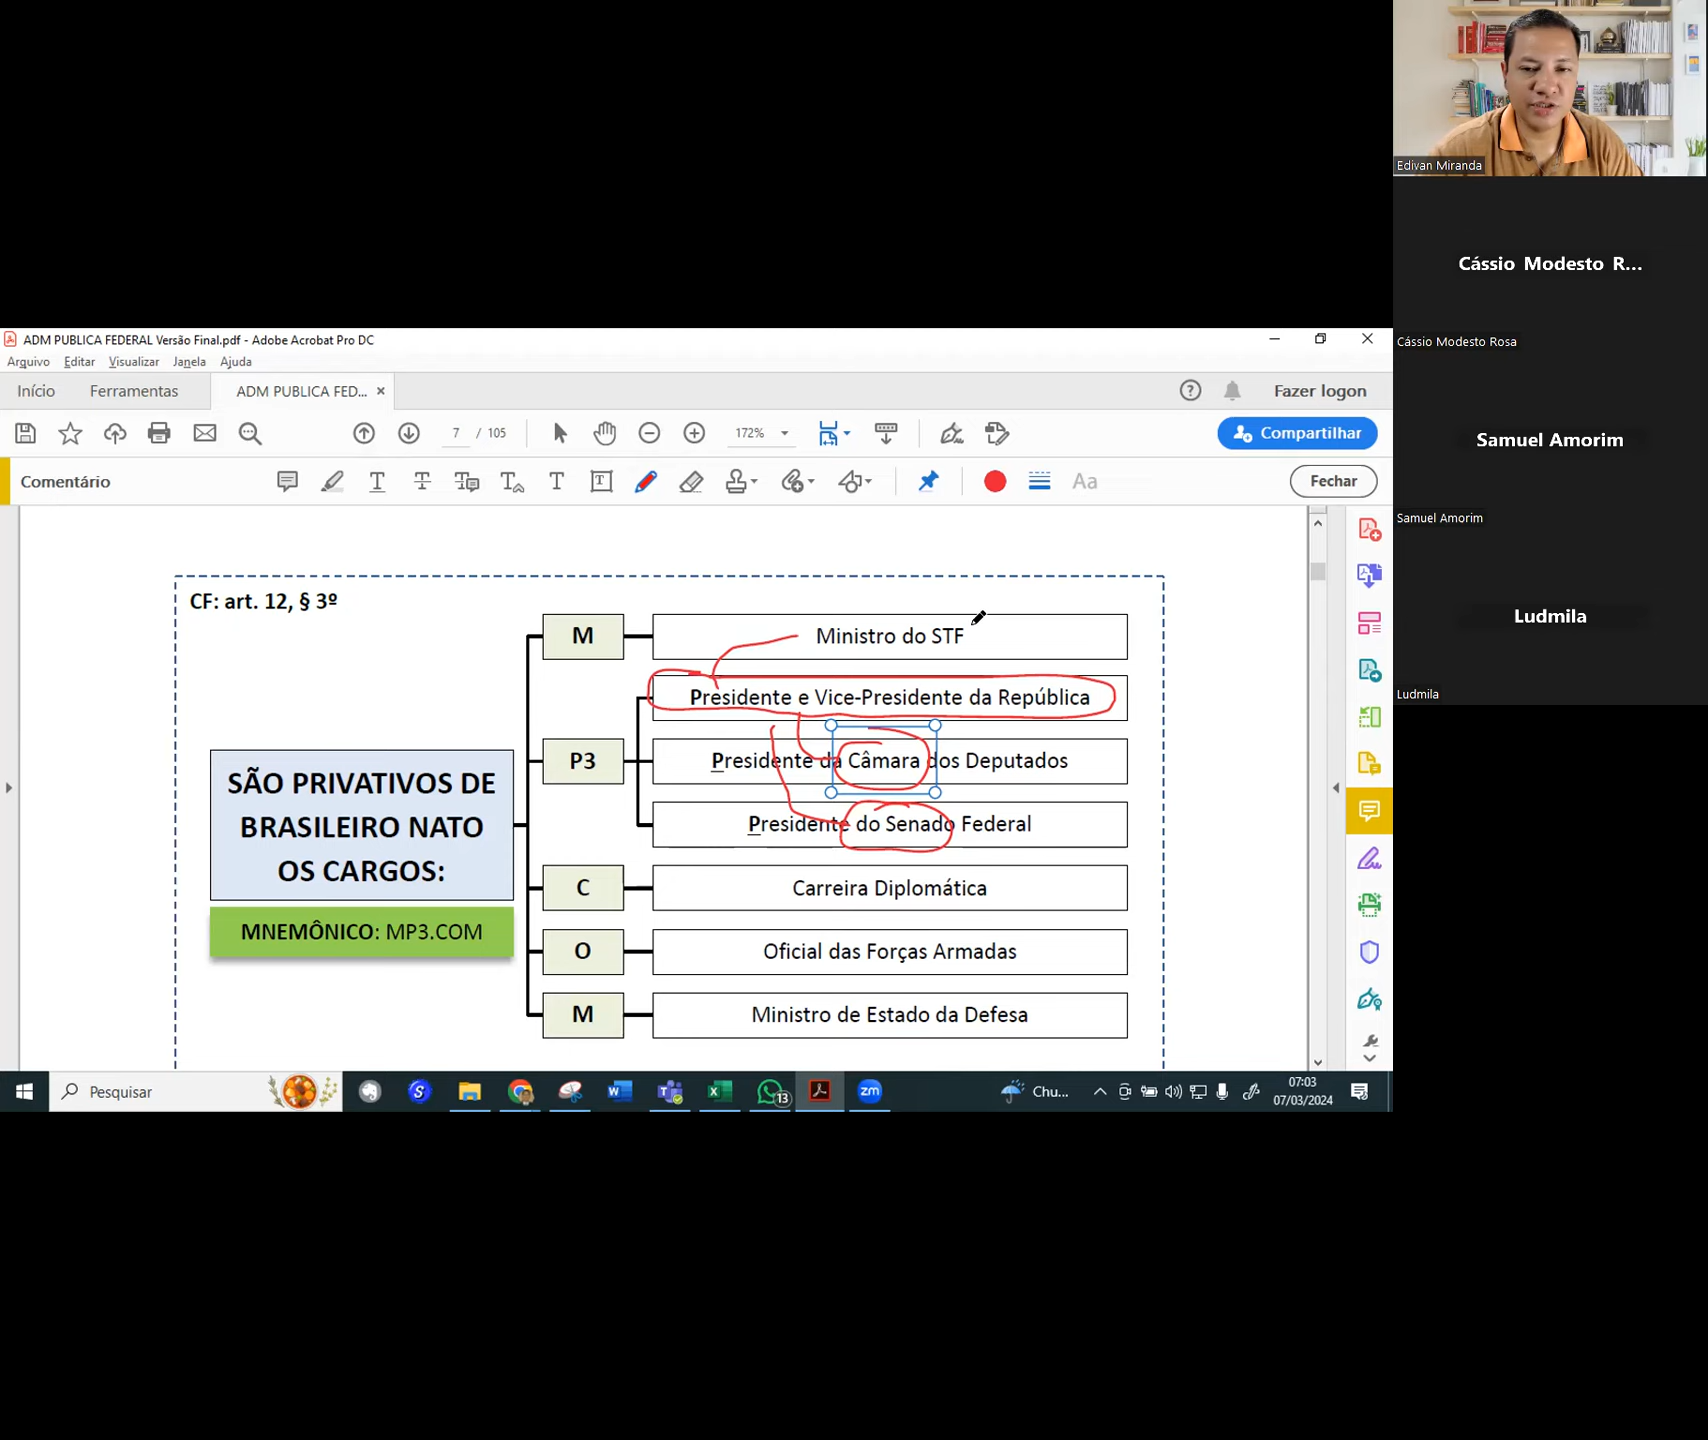 Edivan Miranda
Cássio Modesto R...
Cássio Modesto Rosa
Samuel Amorim
Samuel Amorim
Ludmila
Ludmila
ADM PUBLICA FEDERAL Versão Final.pdf - Adobe Acrobat Pro DC
Arquivo Editar Visualizar Janela Ajuda
Início Ferramentas ADM PUBLICA FED... × Fazer logon
7 / 105 172% Compartilhar
Comentário Aa Fechar
CF: art. 12, § 3º
M Ministro do STF
Presidente e Vice-Presidente da República
P3 Presidente da Câmara dos Deputados
Presidente do Senado Federal
SÃO PRIVATIVOS DE
BRASILEIRO NATO
OS CARGOS:
MNEMÔNICO: MP3.COM
C Carreira Diplomática
O Oficial das Forças Armadas
M Ministro de Estado da Defesa
Pesquisar
13
zm
Chu...
07:03
07/03/2024